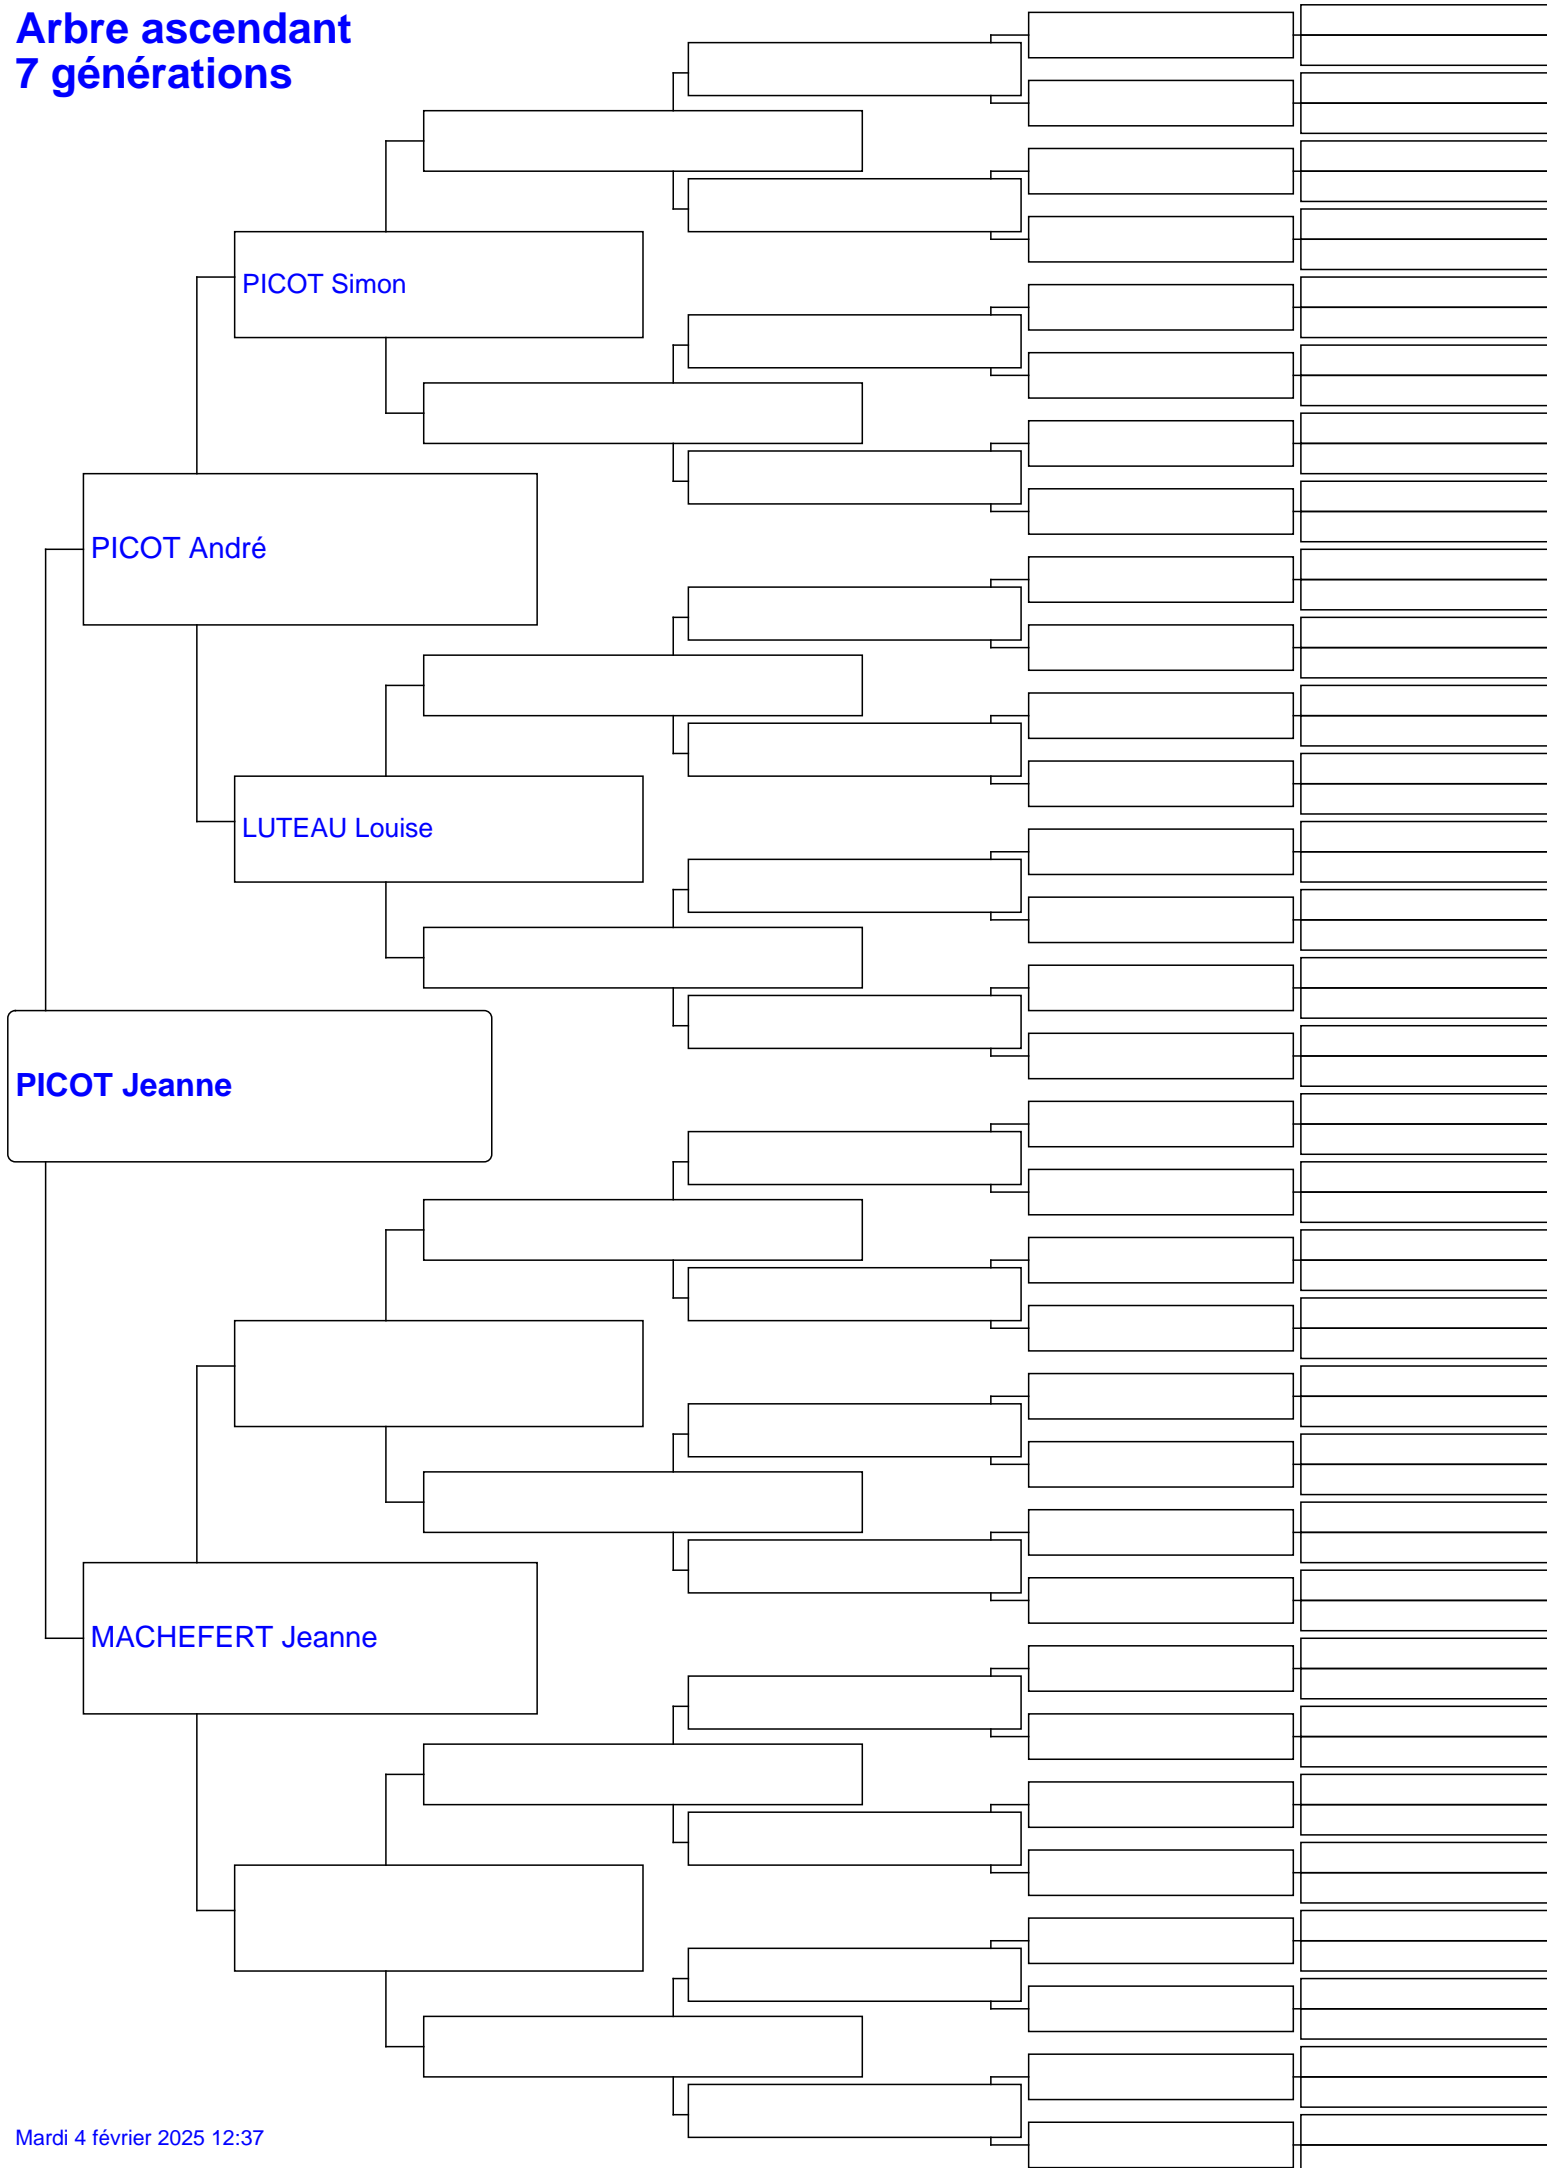 Arbre ascendant
7 générations
PICOT Simon
PICOT André
LUTEAU Louise
PICOT Jeanne
MACHEFERT Jeanne
Mardi 4 février 2025 12:37